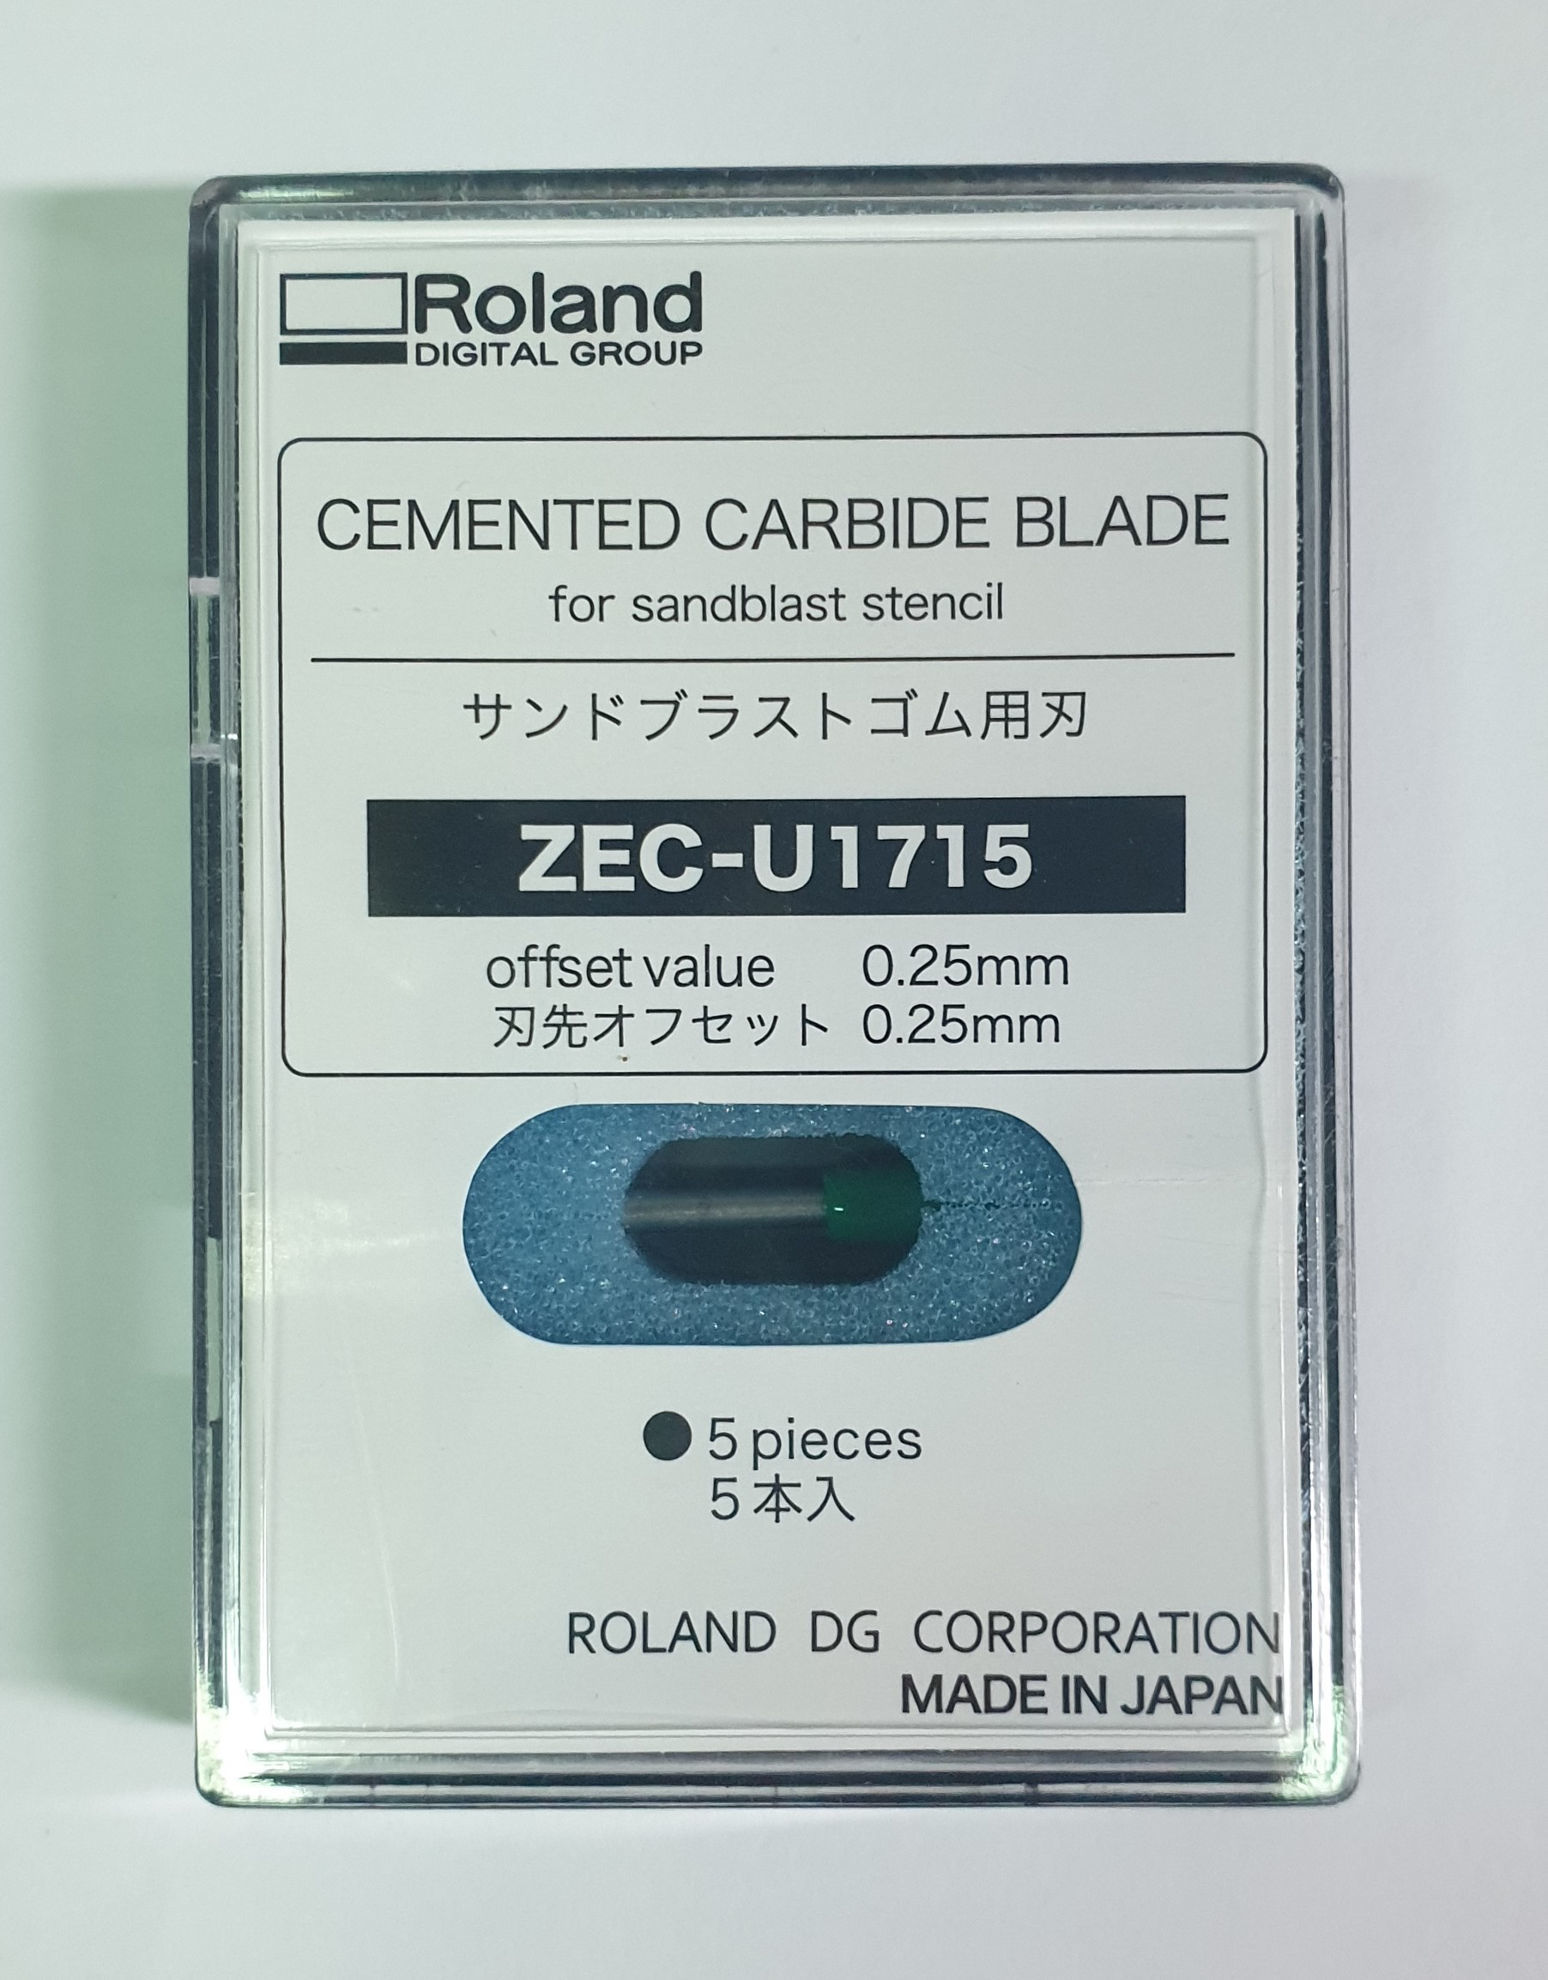 Roland
DIGITAL GROUP
CEMENTED CARBIDE BLADE
for sandblast stencil
サンドブラストゴム用刃
ZEC-U1715
offset value 0.25mm
刃先オフセット 0.25mm
● 5 pieces
5 本入
ROLAND DG CORPORATION
MADE IN JAPAN